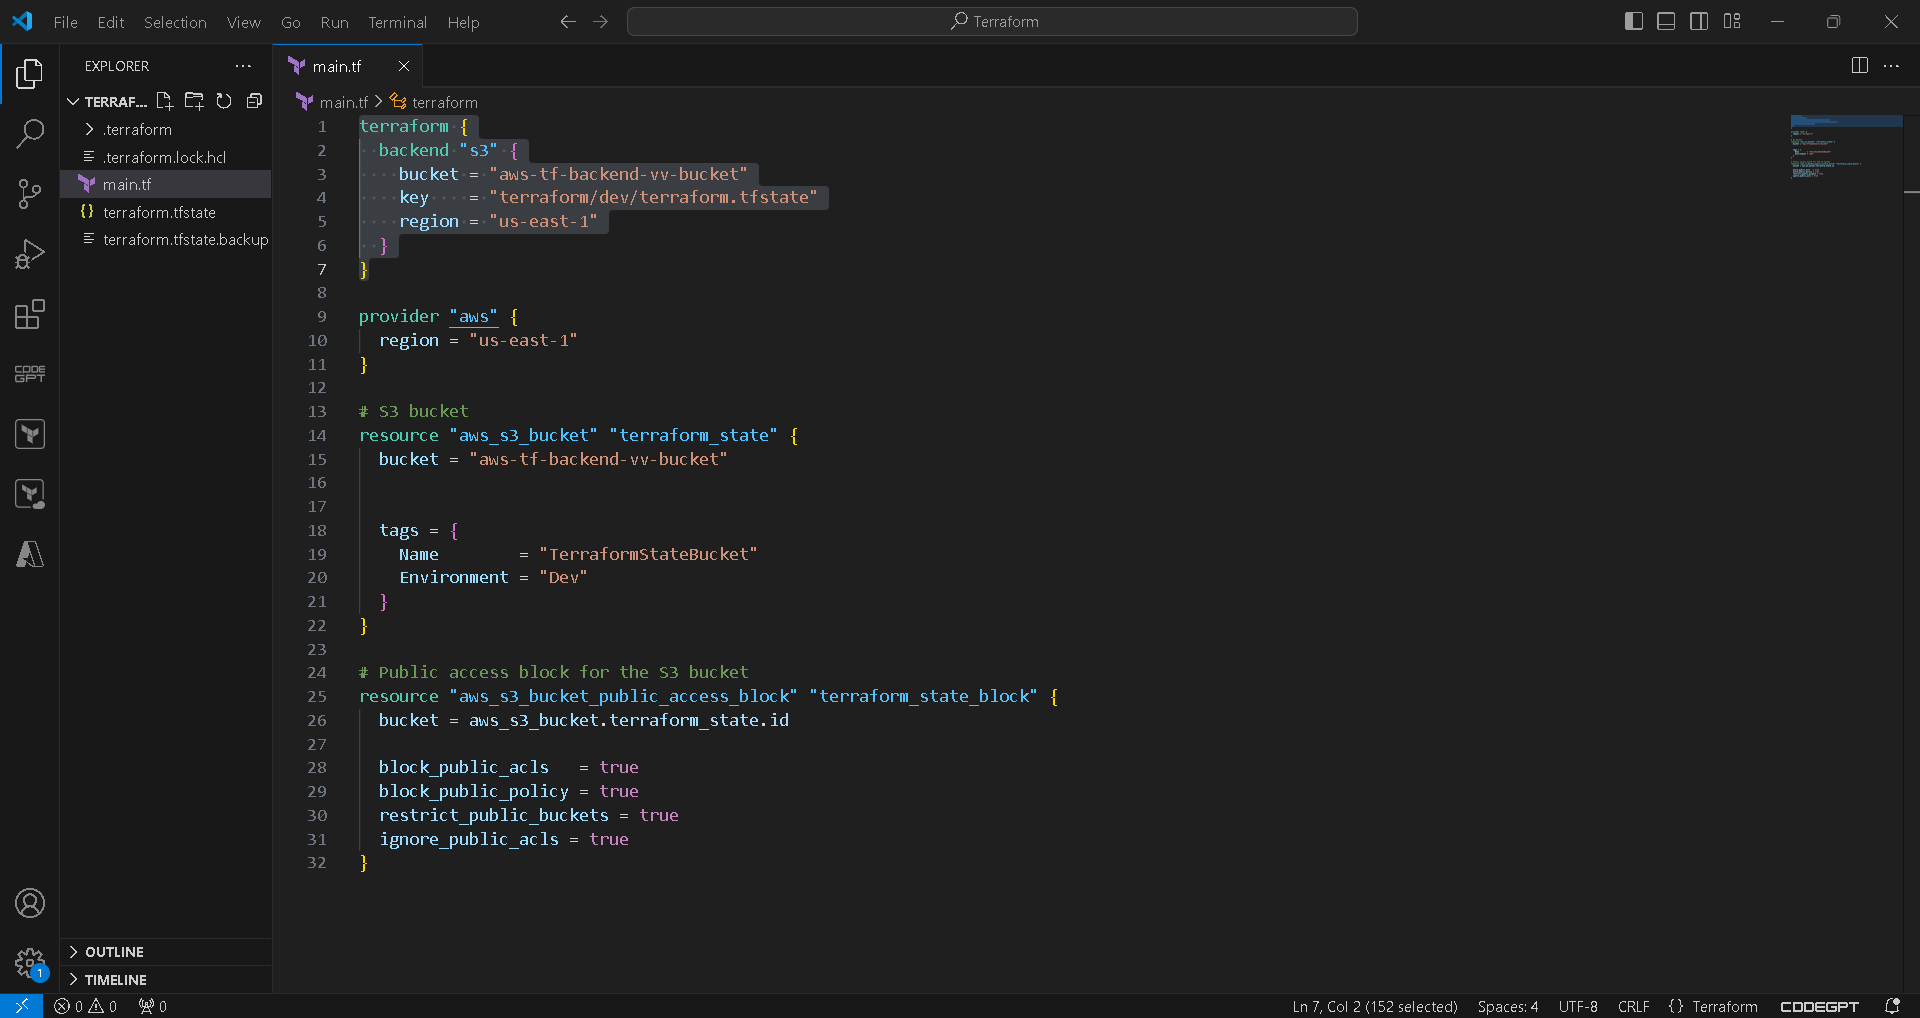 File Edit Selection View Go Run Terminal Help
Terraform
EXPLORER
TERRAF...
.terraform
.terraform.lock.hcl
main.tf
{} terraform.tfstate
terraform.tfstate.backup
OUTLINE
TIMELINE
CODE
GPT
1
main.tf
main.tf > terraform
1 terraform {
2 backend "s3" {
3 bucket = "aws-tf-backend-vv-bucket"
4 key    = "terraform/dev/terraform.tfstate"
5 region = "us-east-1"
6 }
7 }
8
9 provider "aws" {
10 region = "us-east-1"
11 }
12
13 # S3 bucket
14 resource "aws_s3_bucket" "terraform_state" {
15 bucket = "aws-tf-backend-vv-bucket"
16
17
18 tags = {
19 Name        = "TerraformStateBucket"
20 Environment = "Dev"
21 }
22 }
23
24 # Public access block for the S3 bucket
25 resource "aws_s3_bucket_public_access_block" "terraform_state_block" {
26 bucket = aws_s3_bucket.terraform_state.id
27
28 block_public_acls   = true
29 block_public_policy = true
30 restrict_public_buckets = true
31 ignore_public_acls = true
32 }
0 0 0
Ln 7, Col 2 (152 selected) Spaces: 4 UTF-8 CRLF {} Terraform CODEGPT